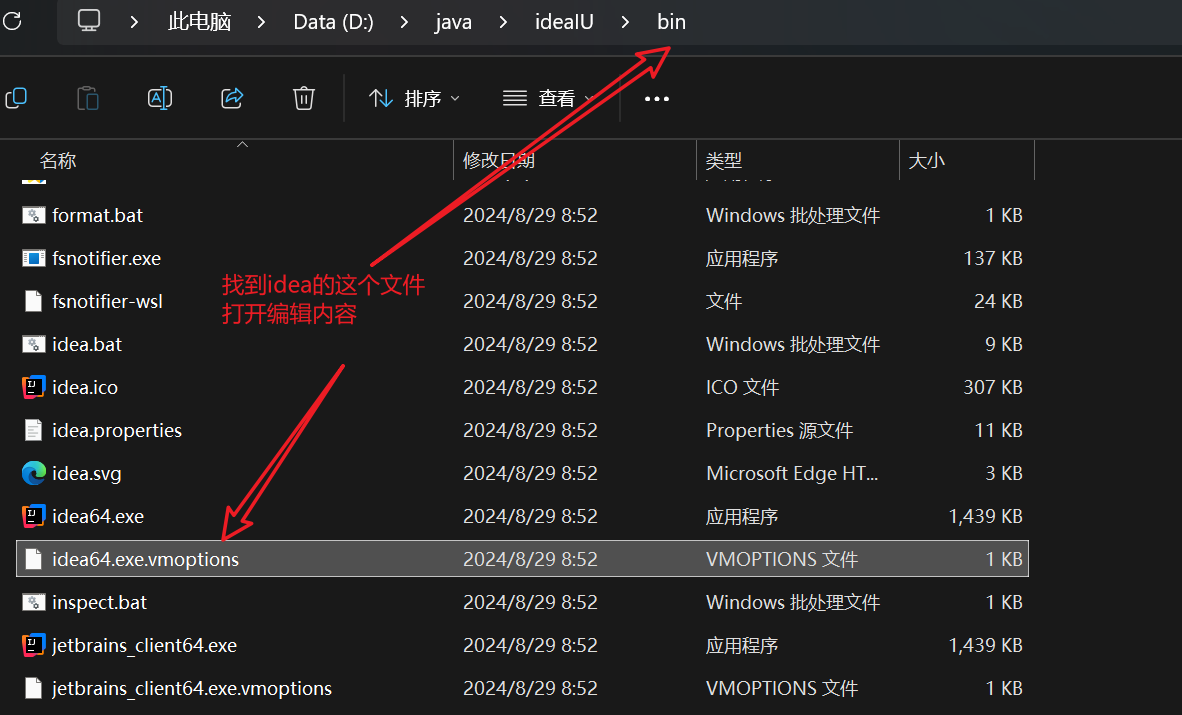 此电脑 > Data (D:) > java > ideaIU > bin
排序 查看
名称 修改日期 类型 大小
format.bat 2024/8/29 8:52 Windows 批处理文件 1 KB
fsnotifier.exe 2024/8/29 8:52 应用程序 137 KB
找到idea的这个文件
打开编辑内容
fsnotifier-wsl 2024/8/29 8:52 文件 24 KB
idea.bat 2024/8/29 8:52 Windows 批处理文件 9 KB
idea.ico 2024/8/29 8:52 ICO 文件 307 KB
idea.properties 2024/8/29 8:52 Properties 源文件 11 KB
idea.svg 2024/8/29 8:52 Microsoft Edge HT... 3 KB
idea64.exe 2024/8/29 8:52 应用程序 1,439 KB
idea64.exe.vmoptions 2024/8/29 8:52 VMOPTIONS 文件 1 KB
inspect.bat 2024/8/29 8:52 Windows 批处理文件 1 KB
jetbrains_client64.exe 2024/8/29 8:52 应用程序 1,439 KB
jetbrains_client64.exe.vmoptions 2024/8/29 8:52 VMOPTIONS 文件 1 KB